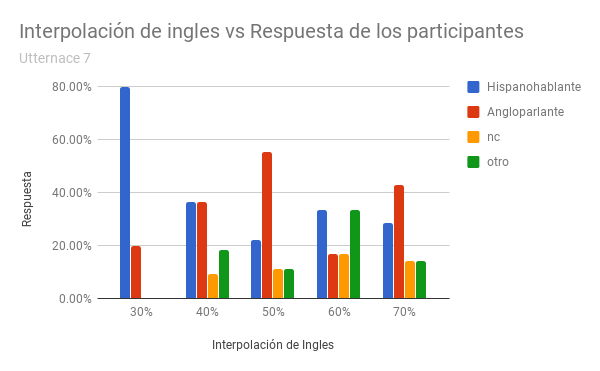 Interpolación de ingles vs Respuesta de los participantes
Utternace 7
80.00%
60.00%
40.00%
20.00%
0.00%
Respuesta
30%
40%
50%
60%
70%
Interpolación de Ingles
Hispanohablante
Angloparlante
nc
otro